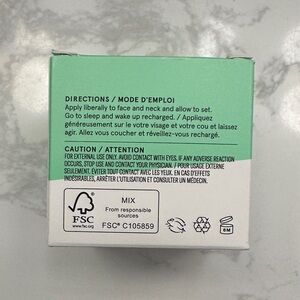 DIRECTIONS / MODE D'EMPLOI
Apply liberally to face and neck and allow to set.
Go to sleep and wake up recharged. / Appliquez
généreusement sur le votre visage et votre cou et laissez
agir. Allez vous coucher et réveillez-vous rechargé.
CAUTION / ATTENTION
FOR EXTERNAL USE ONLY. AVOID CONTACT WITH EYES. IF ANY ADVERSE REACTION
OCCURS, STOP USE AND CONTACT YOUR PHYSICIAN. / POUR USAGE EXTERNE
SEULEMENT. ÉVITER TOUT CONTACT AVEC LES YEUX. EN CAS D'EFFETS
INDÉSIRABLES, ARRÊTER L'UTILISATION ET CONSULTER UN MÉDECIN.
FSC
www.fsc.org
MIX
From responsible
sources
FSC® C105859
6M